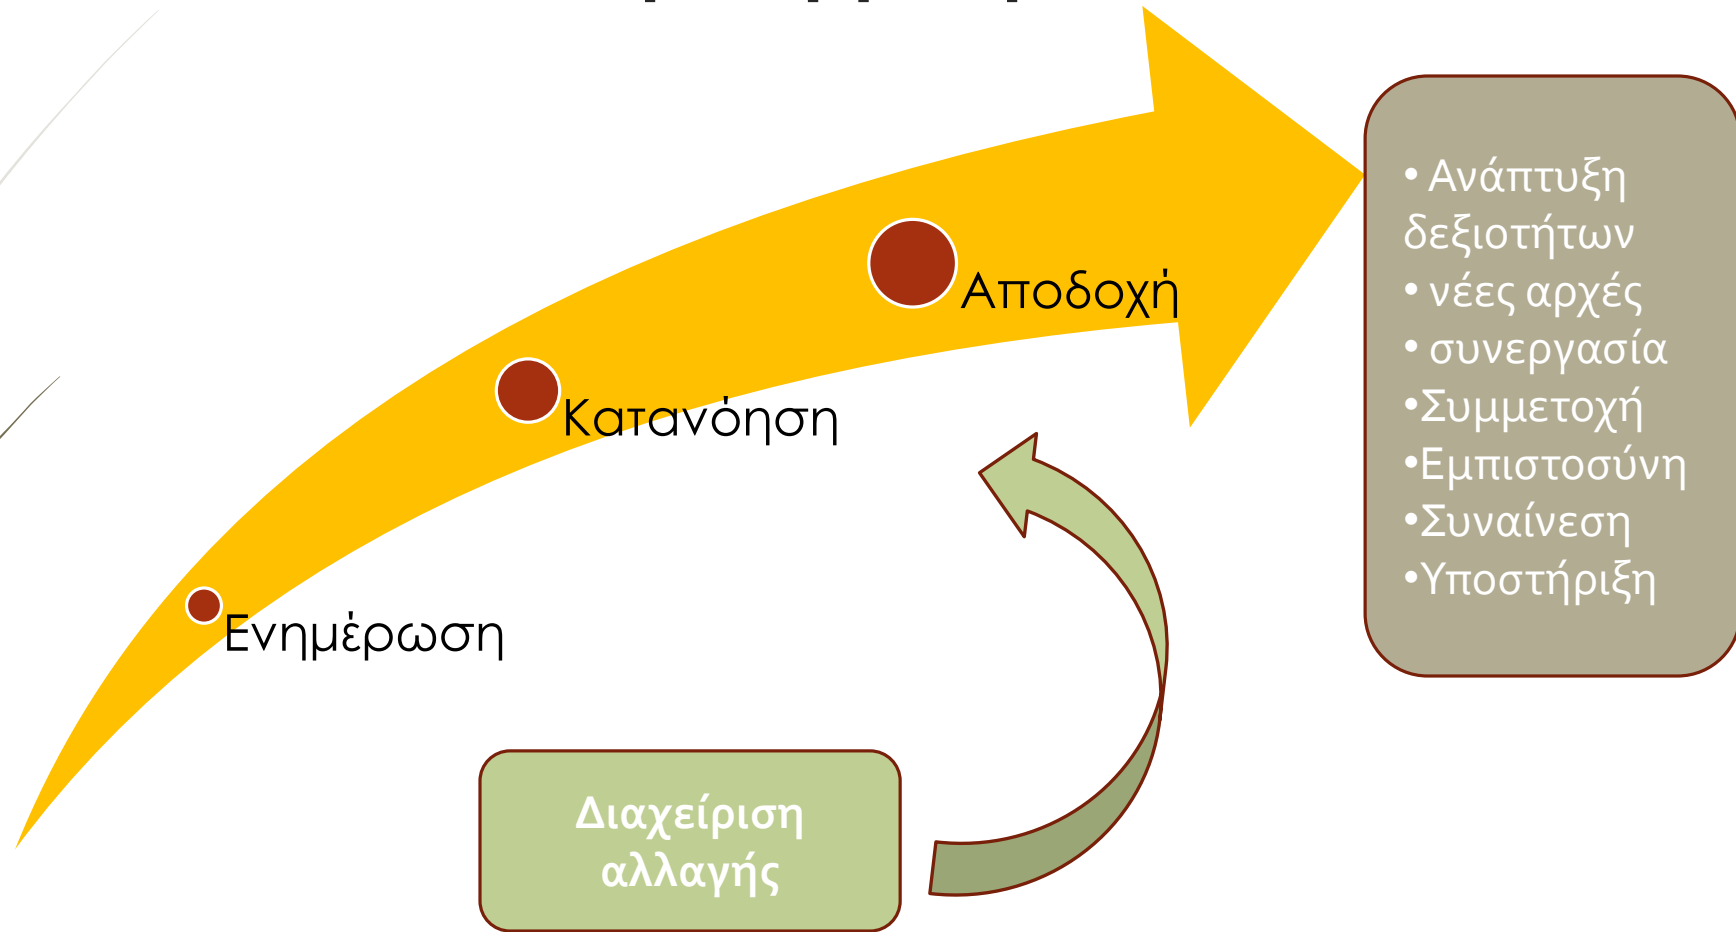 Αποδοχή
Κατανόηση
Ενημέρωση
• Ανάπτυξη
δεξιοτήτων
• νέες αρχές
• συνεργασία
•Συμμετοχή
•Εμπιστοσύνη
•Συναίνεση
•Υποστήριξη
Διαχείριση
αλλαγής